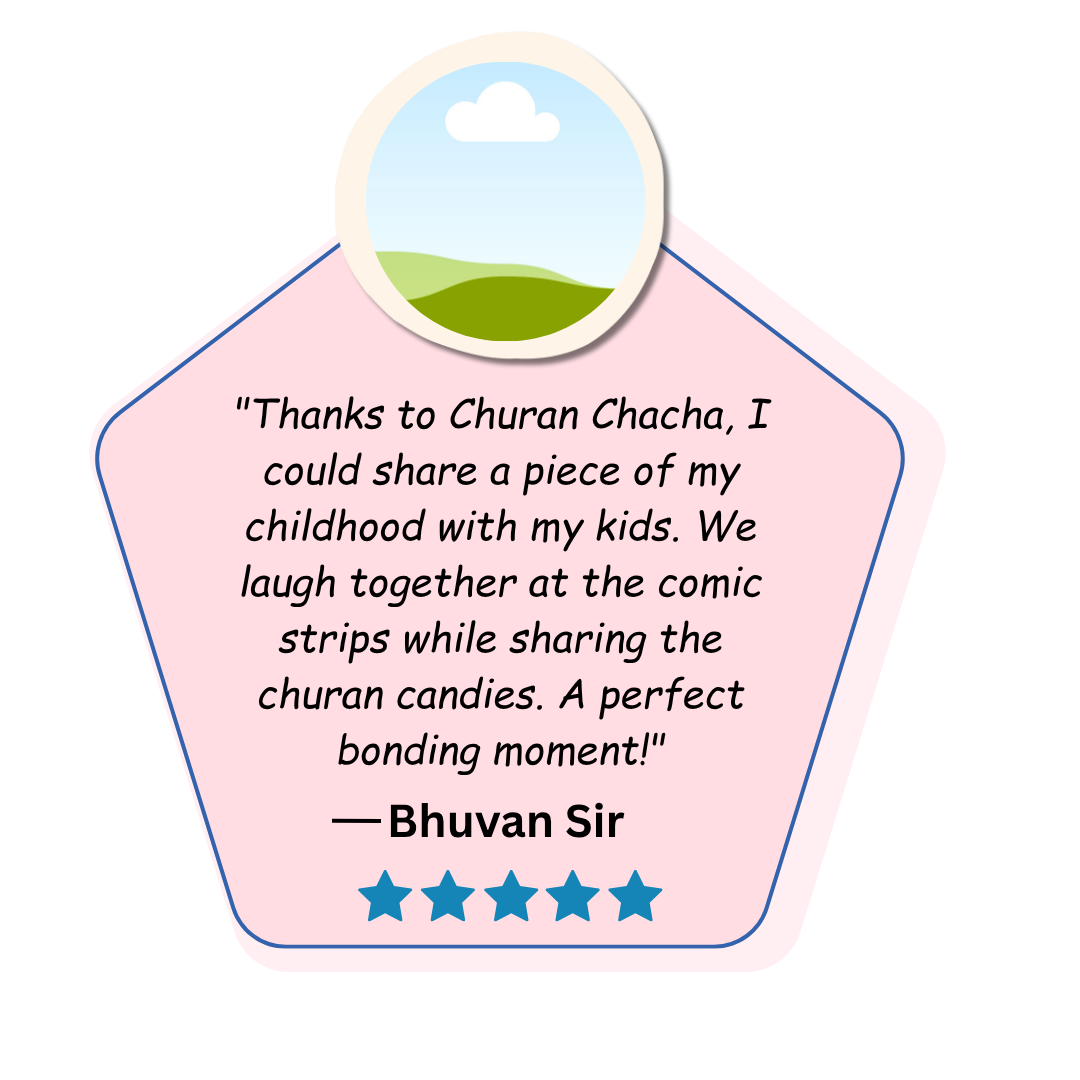 "Thanks to Churan Chacha, I
could share a piece of my
childhood with my kids. We
laugh together at the comic
strips while sharing the
churan candies. A perfect
bonding moment!"
—Bhuvan Sir